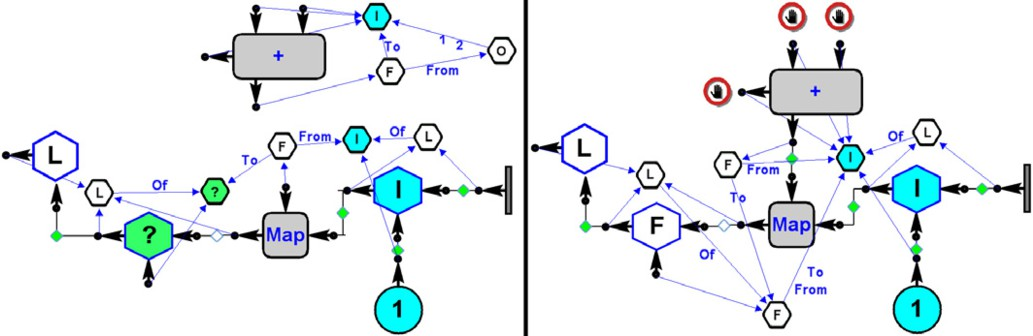 I
1 2
To
+
F
From
O
L
F
From
I
Of
L
To
L
Of
?
I
?
Map
1
+
L
Of
I
F
From
L
I
To
F
Map
Of
To
From
F
1